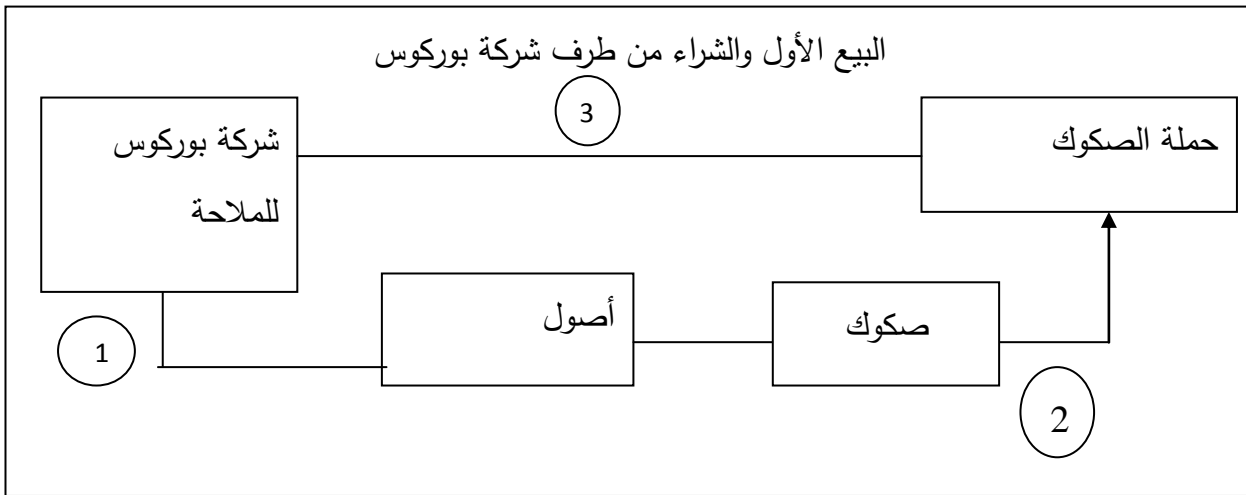 البيع الأول والشراء من طرف شركة بوركوس
3
شركة بوركوس
للملاحة
حملة الصكوك
أصول
صكوك
1
2